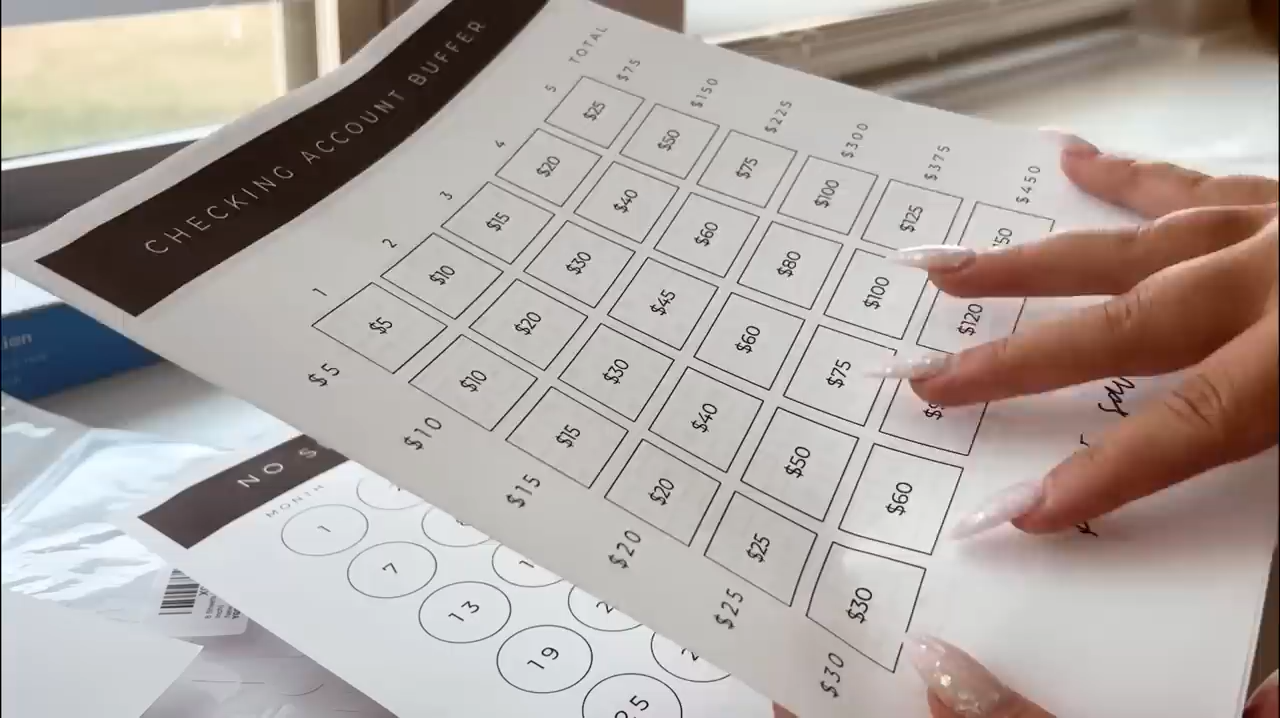 CHECKING ACCOUNT BUFFER
1 2 3 4 5 TOTAL
$5 $5 $10 $15 $20 $25 $75
$10 $10 $20 $30 $40 $50 $150
$15 $15 $30 $45 $60 $75 $225
$20 $20 $40 $60 $80 $100 $300
$25 $25 $50 $75 $100 $125 $375
$30 $30 $60 $120 $450
NO
MONTH
1
7
13
19